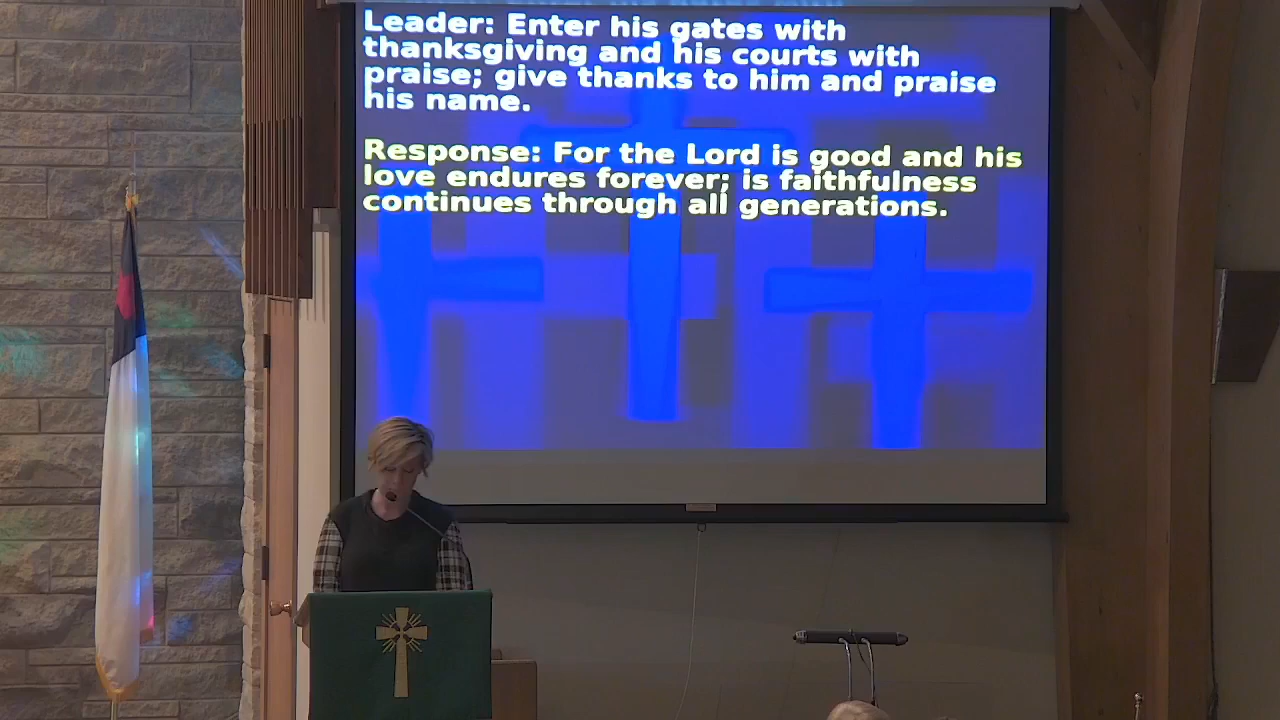 Leader: Enter his gates with
thanksgiving and his courts with
praise; give thanks to him and praise
his name.
Response: For the Lord is good and his
love endures forever; is faithfulness
continues through all generations.